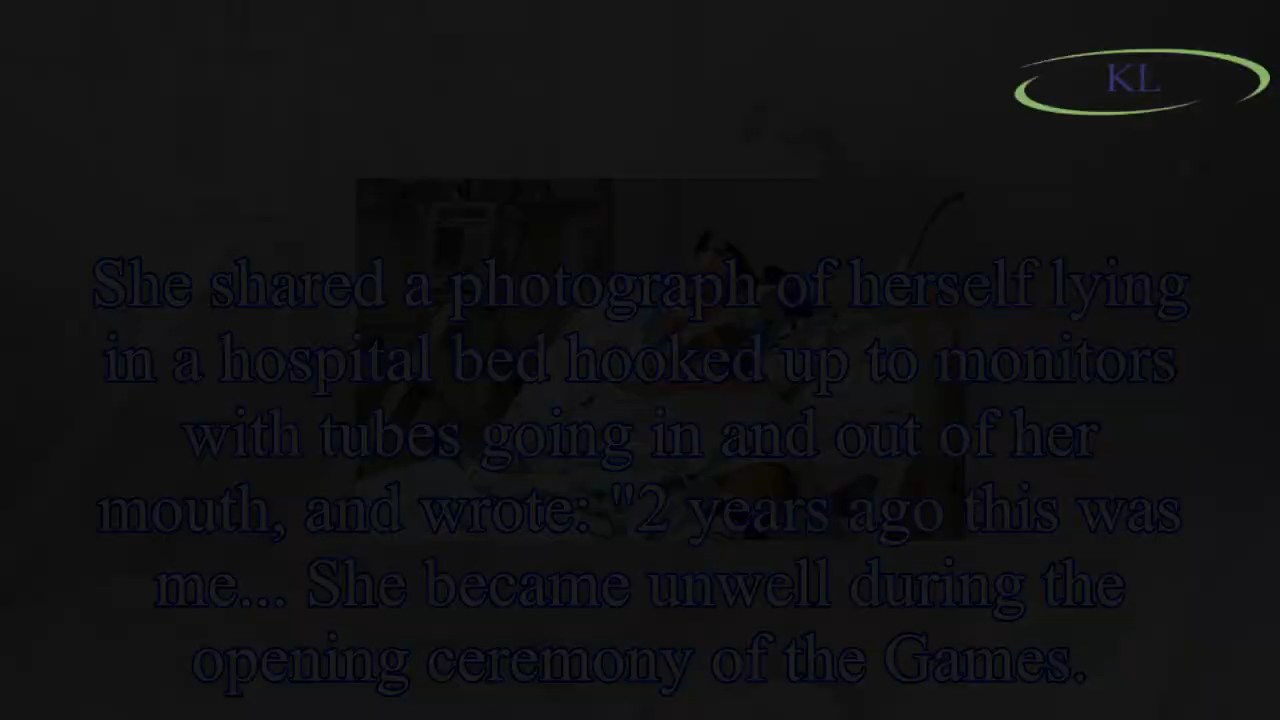 KL
She shared a photograph of herself lying
in a hospital bed hooked up to monitors
with tubes going in and out of her
mouth, and wrote: "2 years ago this was
me... She became unwell during the
opening ceremony of the Games.